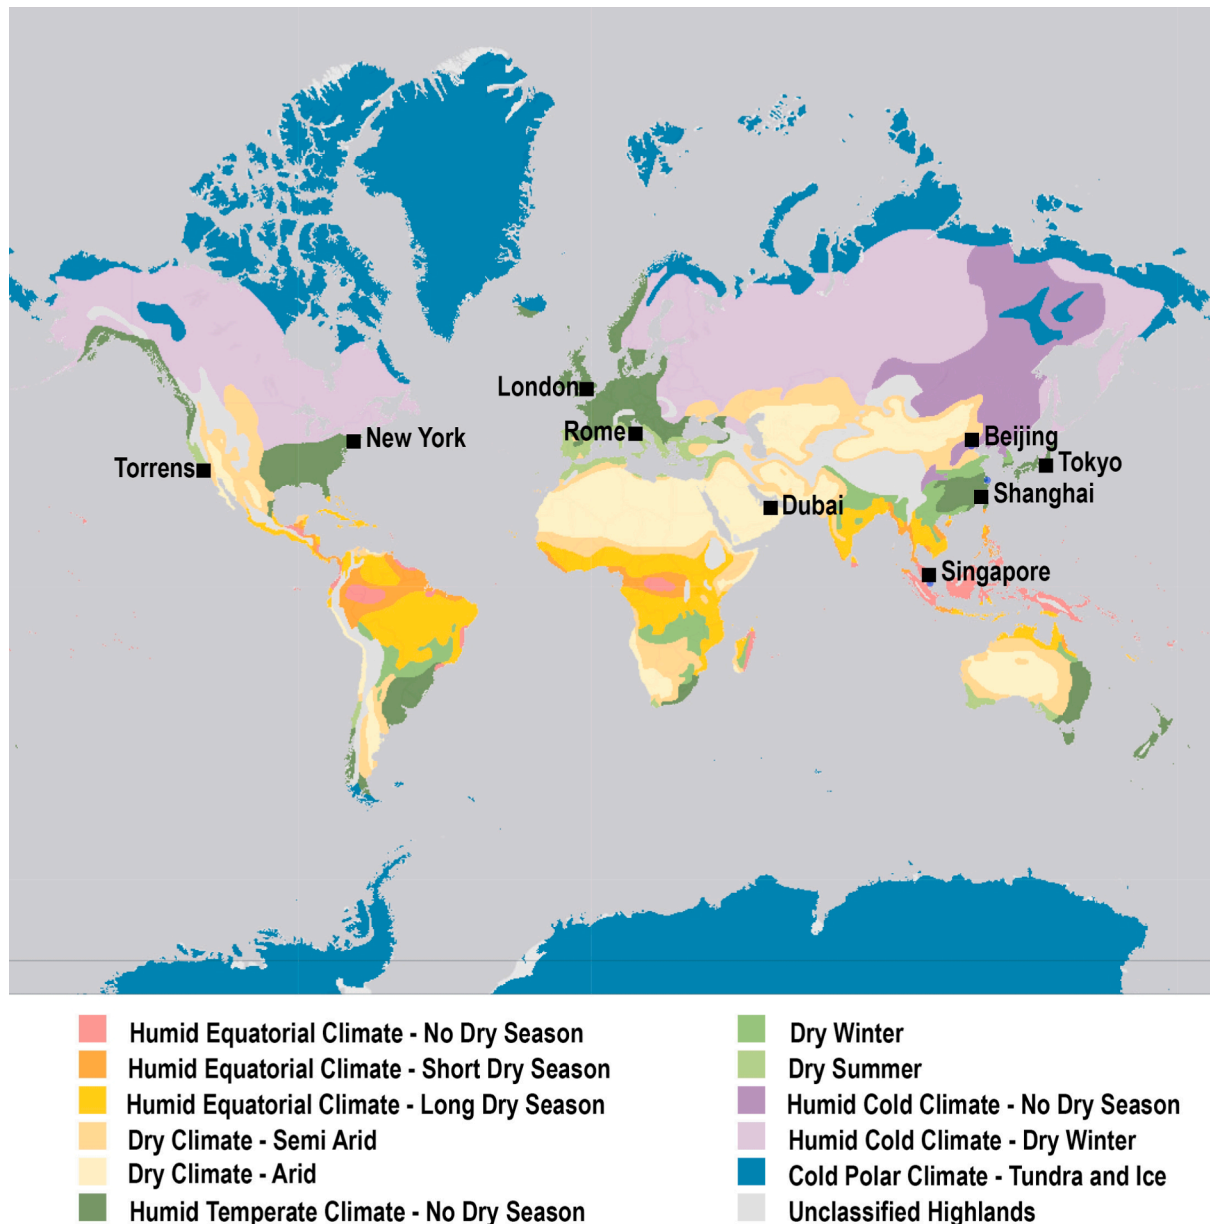 London
Rome
New York
Torrens
Beijing
Tokyo
Shanghai
Dubai
Singapore
Humid Equatorial Climate - No Dry Season
Humid Equatorial Climate - Short Dry Season
Humid Equatorial Climate - Long Dry Season
Dry Climate - Semi Arid
Dry Climate - Arid
Humid Temperate Climate - No Dry Season
Dry Winter
Dry Summer
Humid Cold Climate - No Dry Season
Humid Cold Climate - Dry Winter
Cold Polar Climate - Tundra and Ice
Unclassified Highlands